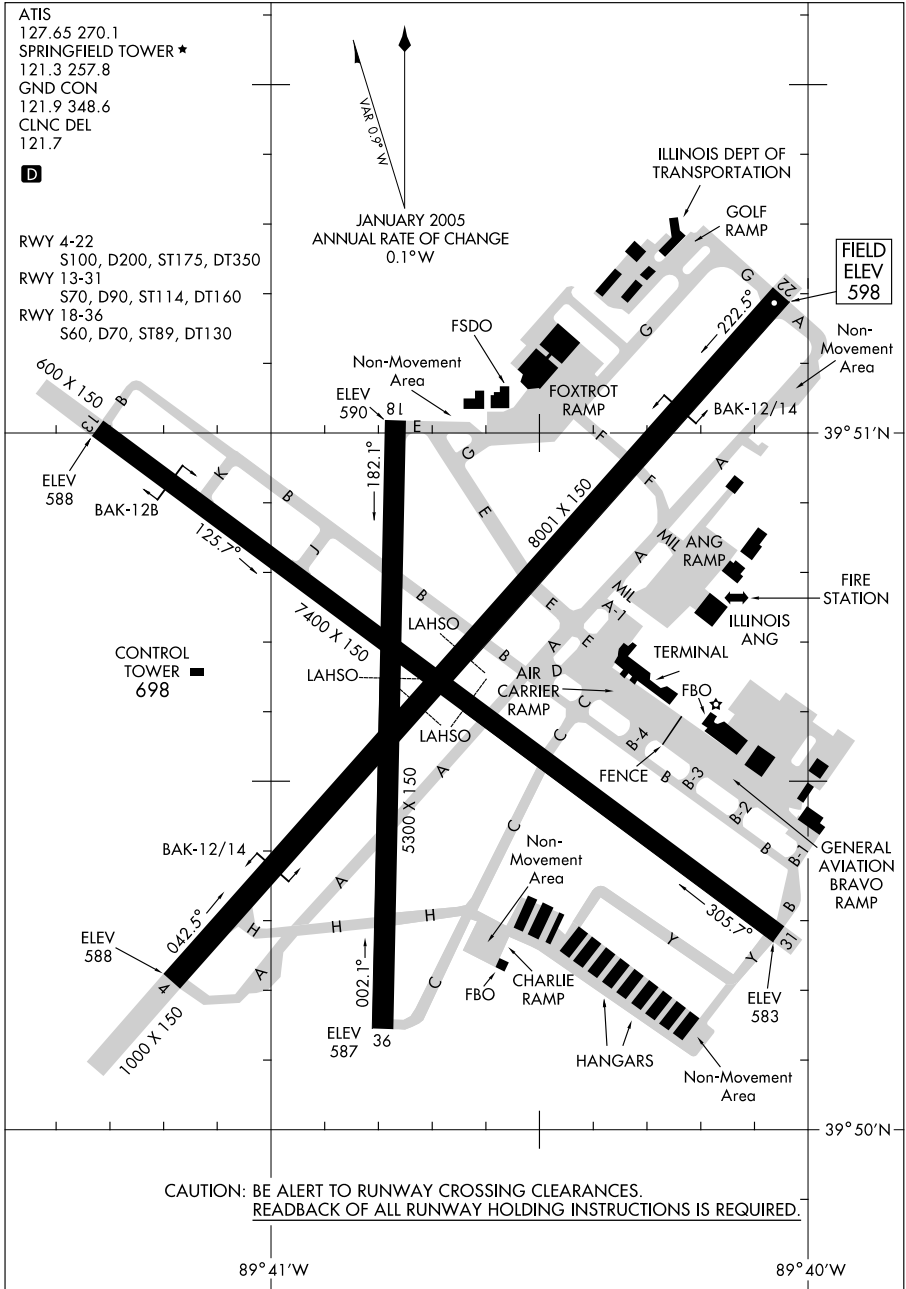 ATIS
127.65 270.1
SPRINGFIELD TOWER ★
121.3 257.8
GND CON
121.9 348.6
CLNC DEL
121.7
D
RWY 4-22
S100, D200, ST175, DT350
RWY 13-31
S70, D90, ST114, DT160
RWY 18-36
S60, D70, ST89, DT130
VAR 0.9° W
JANUARY 2005
ANNUAL RATE OF CHANGE
0.1° W
ILLINOIS DEPT OF
TRANSPORTATION
GOLF
RAMP
FIELD
ELEV
598
G
22
A
222.5°
G
Non-
Movement
Area
FSDO
Non-Movement
Area
FOXTROT
RAMP
BAK-12/14
600 X 150
B
13
ELEV
588
ELEV
590
18
E
G
F
39°51'N
182.1°
E
F
A
K
B
BAK-12B
125.7°
J
8001 X 150
MIL
ANG
RAMP
A
FIRE
STATION
7400 X 150
B
LAHSO
E
MIL
A-1
ILLINOIS
ANG
E
CONTROL
TOWER
698
LAHSO
B
A
D
AIR
CARRIER
RAMP
TERMINAL
FBO
C
LAHSO
C
B-4
FENCE
A
5300 X 150
B
B-3
B-2
BAK-12/14
C
B
B-1
GENERAL
AVIATION
BRAVO
RAMP
Non-
Movement
Area
A
H
H
H
042.5°
305.7°
B
31
ELEV
588
4
A
002.1°
C
FBO
CHARLIE
RAMP
Y
Y
ELEV
583
1000 X 150
ELEV
587
36
HANGARS
Non-Movement
Area
39°50'N
CAUTION: BE ALERT TO RUNWAY CROSSING CLEARANCES.
READBACK OF ALL RUNWAY HOLDING INSTRUCTIONS IS REQUIRED.
89°41'W
89°40'W